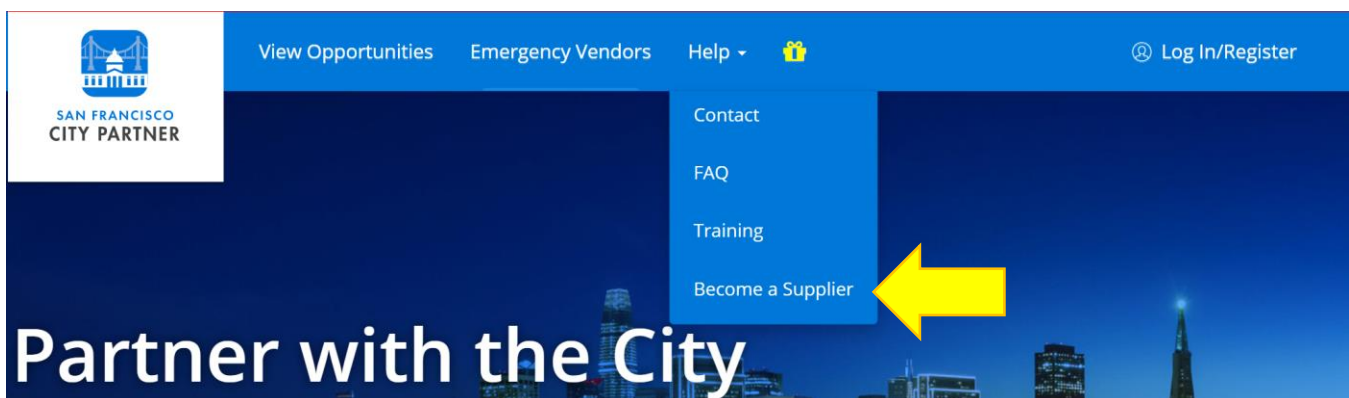 View Opportunities Emergency Vendors Help Log In/Register
SAN FRANCISCO
CITY PARTNER
Contact
FAQ
Training
Become a Supplier
Partner with the City